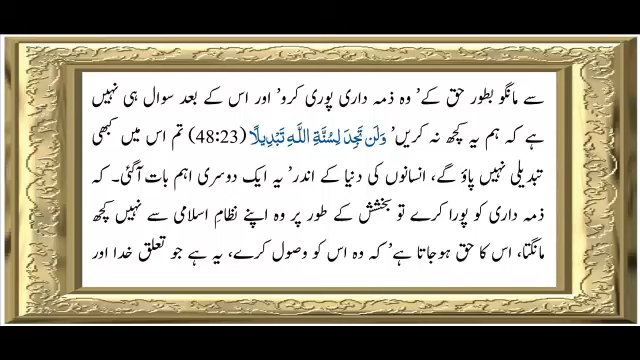 سے مانگو بطور حق کے’ وہ ذمہ داری پوری کرو’ اور اس کے بعد سوال ہی نہیں
ہے کہ ہم یہ کچھ نہ کریں’ وَلَن تَجِدَ لِسُنَّةِ اللَّهِ تَبْدِيلًا (48:23) تم اس میں کبھی
تبدیلی نہیں پاؤ گے، انسانوں کی دنیا کے اندر’ یہ ایک دوسری اہم بات آگئی۔ کہ
ذمہ داری کو پورا کرے تو بخشش کے طور پر وہ اپنے نظامِ اسلامی سے نہیں کچھ
مانگتا، اس کا حق ہوجاتا ہے’ کہ وہ اس کو وصول کرے، یہ ہے جو تعلق خدا اور